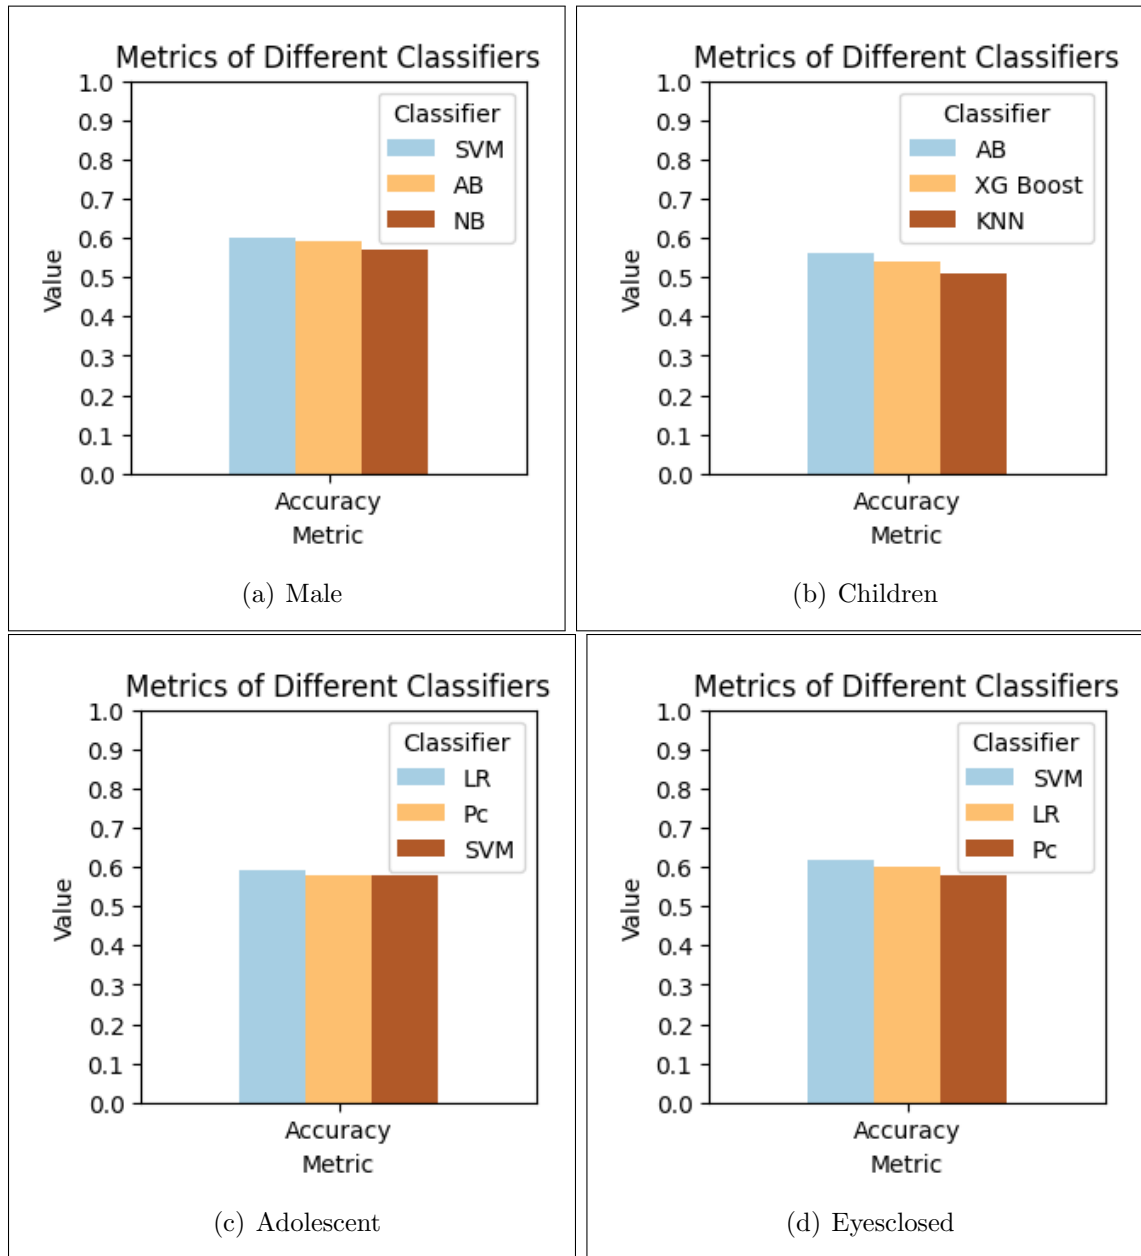 Metrics of Different Classifiers
1.0
0.9
0.8
0.7
0.6
0.5
0.4
0.3
0.2
0.1
0.0
Value
Classifier
SVM
AB
NB
Accuracy
Metric
(a) Male
Metrics of Different Classifiers
1.0
0.9
0.8
0.7
0.6
0.5
0.4
0.3
0.2
0.1
0.0
Value
Classifier
AB
XG Boost
KNN
Accuracy
Metric
(b) Children
Metrics of Different Classifiers
1.0
0.9
0.8
0.7
0.6
0.5
0.4
0.3
0.2
0.1
0.0
Value
Classifier
LR
Pc
SVM
Accuracy
Metric
(c) Adolescent
Metrics of Different Classifiers
1.0
0.9
0.8
0.7
0.6
0.5
0.4
0.3
0.2
0.1
0.0
Value
Classifier
SVM
LR
Pc
Accuracy
Metric
(d) Eyesclosed